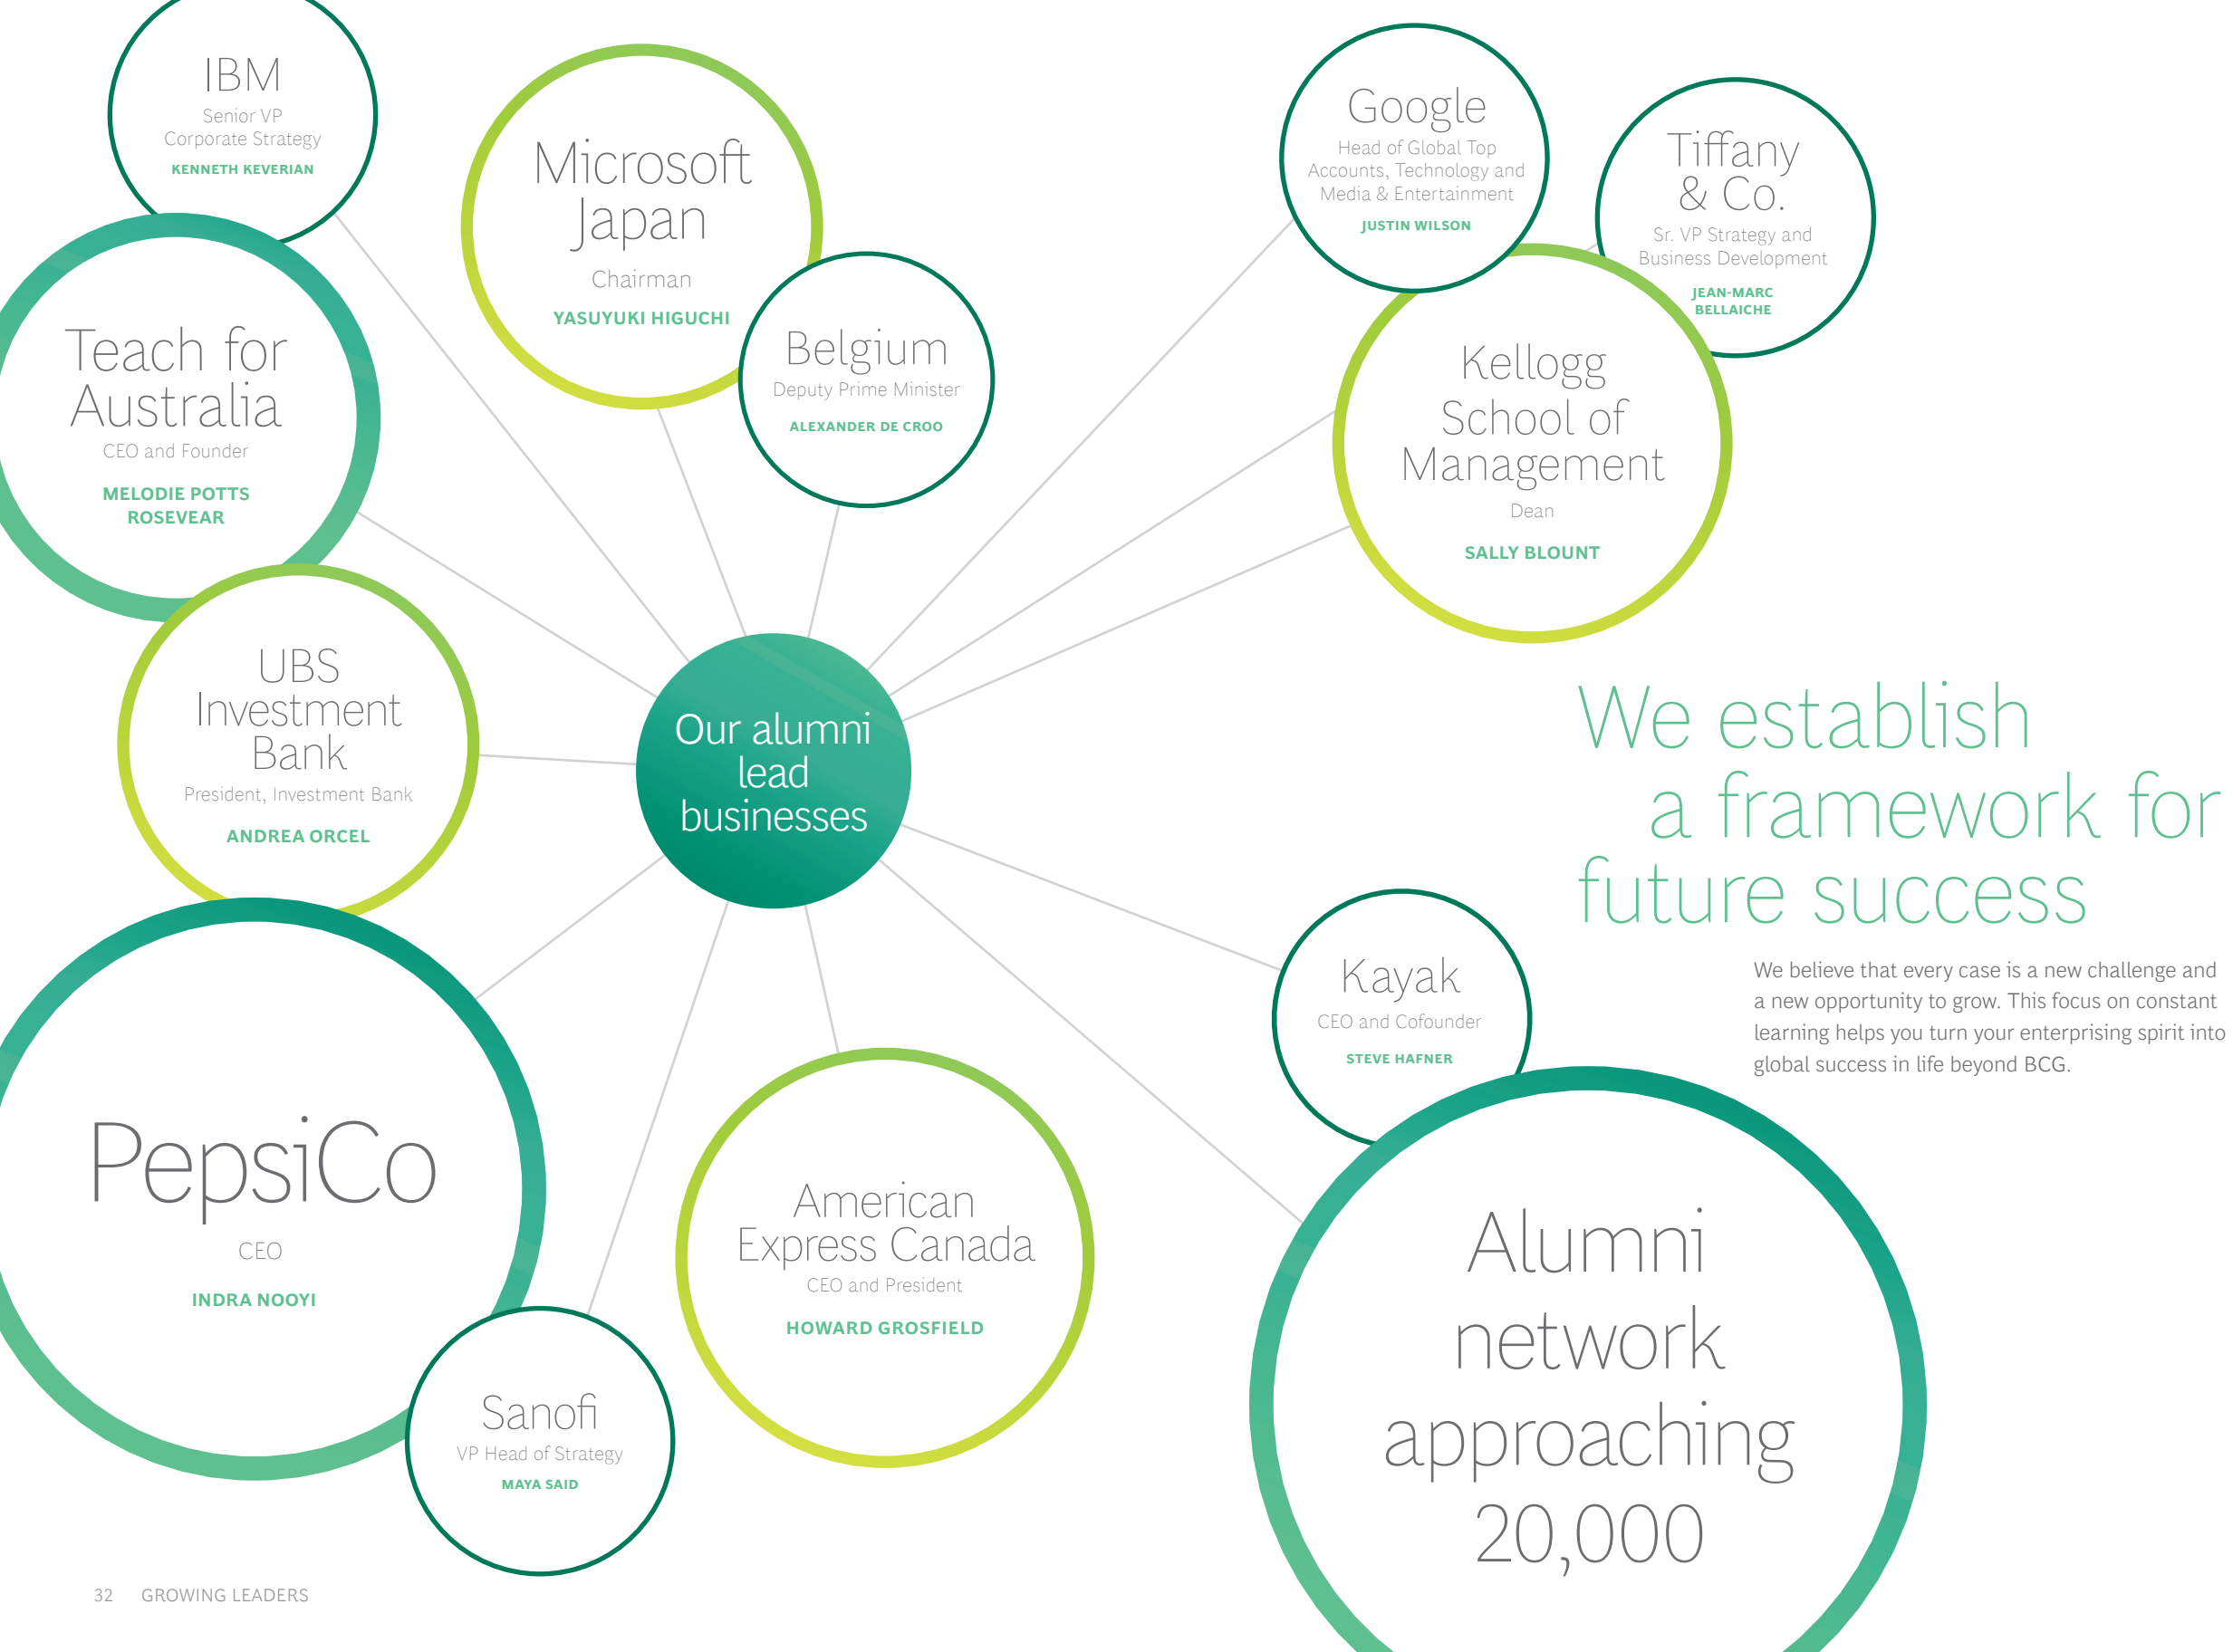 IBM
Senior VP
Corporate Strategy
KENNETH KEVERIAN
Microsoft
Japan
Chairman
YASUYUKI HIGUCHI
Belgium
Deputy Prime Minister
ALEXANDER DE CROO
Google
Head of Global Top
Accounts, Technology and
Media & Entertainment
JUSTIN WILSON
Tiffany
& Co.
Sr. VP Strategy and
Business Development
JEAN-MARC
BELLAICHE
Teach for
Australia
CEO and Founder
MELODIE POTTS
ROSEVEAR
Kellogg
School of
Management
Dean
SALLY BLOUNT
UBS
Investment
Bank
President, Investment Bank
ANDREA ORCEL
Our alumni
lead
businesses
We establish
a framework for
future success
We believe that every case is a new challenge and
a new opportunity to grow. This focus on constant
learning helps you turn your enterprising spirit into
global success in life beyond BCG.
Kayak
CEO and Cofounder
STEVE HAFNER
PepsiCo
CEO
INDRA NOOYI
American
Express Canada
CEO and President
HOWARD GROSFIELD
Sanofi
VP Head of Strategy
MAYA SAID
Alumni
network
approaching
20,000
32 GROWING LEADERS